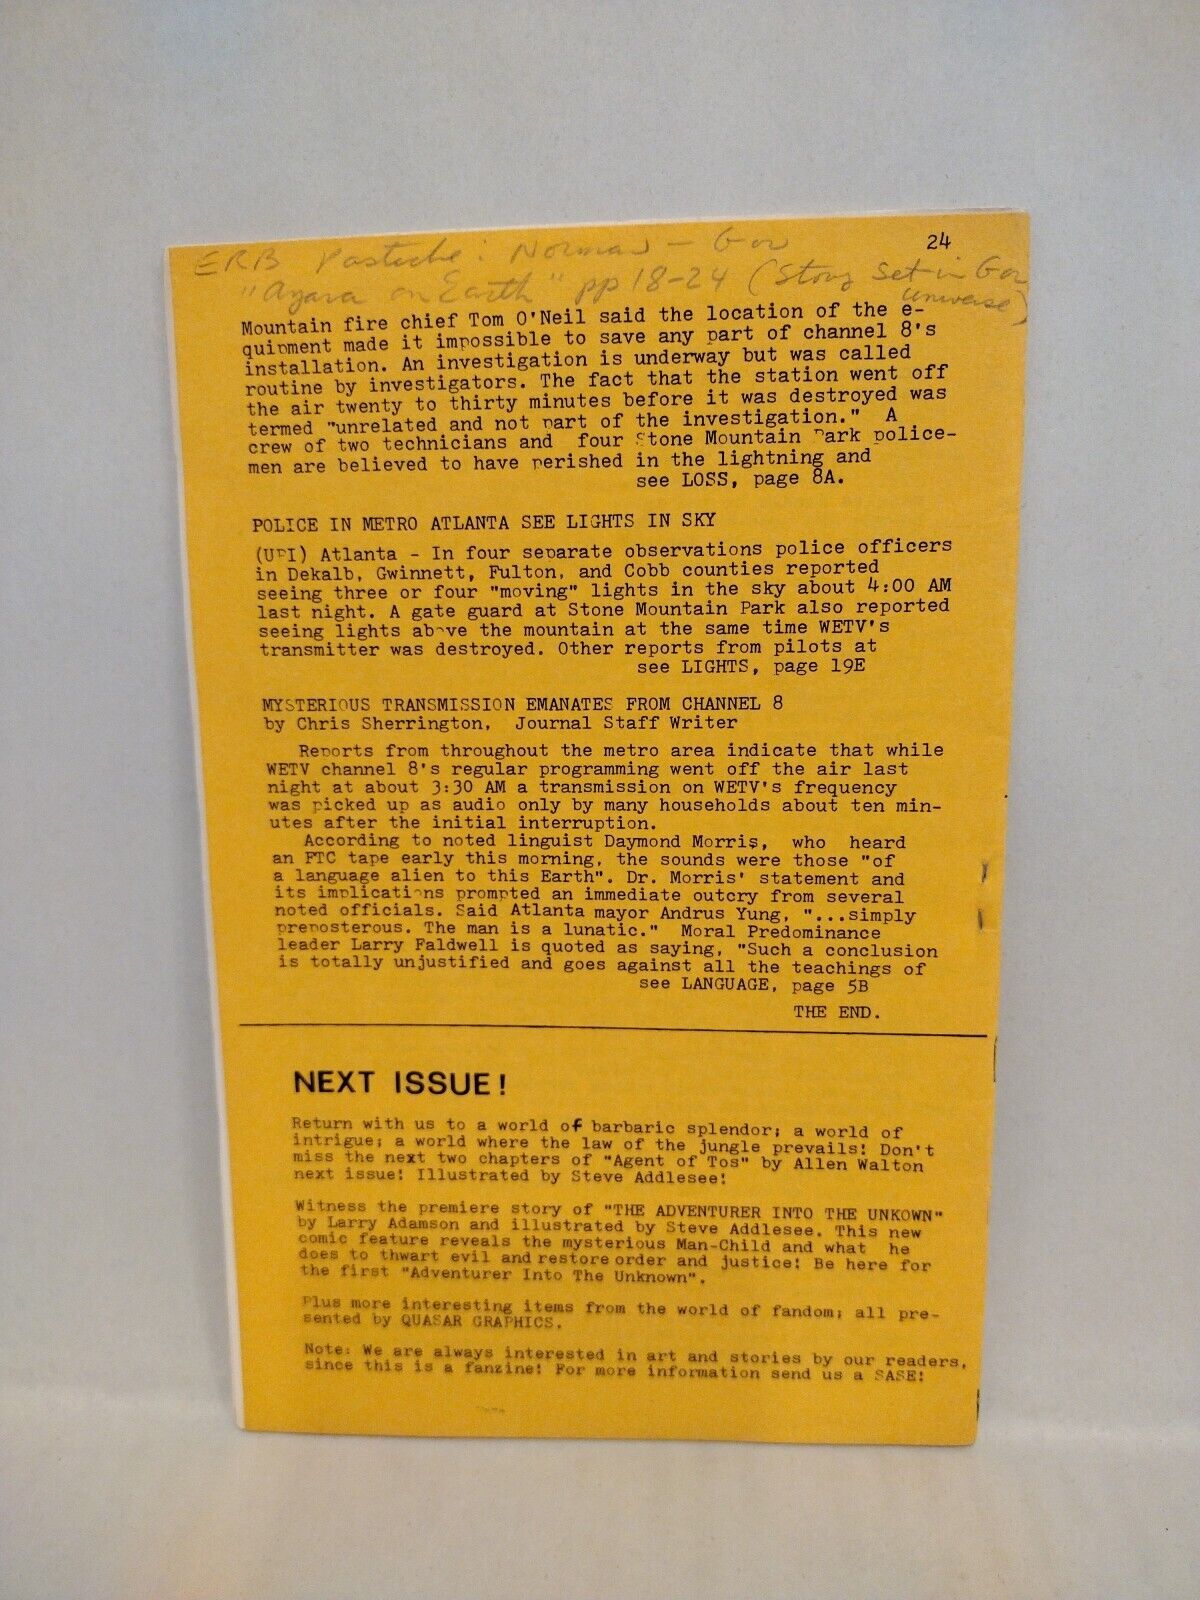 24
ERB Pastiche: Norman - Gor
"Azara on Earth" pp 18-24 (Story Set in Gor
universe)
Mountain fire chief Tom O'Neil said the location of the e-
quipment made it impossible to save any part of channel 8's
installation. An investigation is underway but was called
routine by investigators. The fact that the station went off
the air twenty to thirty minutes before it was destroyed was
termed "unrelated and not part of the investigation." A
crew of two technicians and four Stone Mountain Park police-
men are believed to have perished in the lightning and
see LOSS, page 8A.
POLICE IN METRO ATLANTA SEE LIGHTS IN SKY
(UPI) Atlanta - In four separate observations police officers
in Dekalb, Gwinnett, Fulton, and Cobb counties reported
seeing three or four "moving" lights in the sky about 4:00 AM
last night. A gate guard at Stone Mountain Park also reported
seeing lights above the mountain at the same time WETV's
transmitter was destroyed. Other reports from pilots at
see LIGHTS, page 19E
MYSTERIOUS TRANSMISSION EMANATES FROM CHANNEL 8
by Chris Sherrington, Journal Staff Writer
Reports from throughout the metro area indicate that while
WETV channel 8's regular programming went off the air last
night at about 3:30 AM a transmission on WETV's frequency
was picked up as audio only by many households about ten min-
utes after the initial interruption.
According to noted linguist Daymond Morris, who heard
an FTC tape early this morning, the sounds were those "of
a language alien to this Earth". Dr. Morris' statement and
its implications prompted an immediate outcry from several
noted officials. Said Atlanta mayor Andrus Yung, "...simply
preposterous. The man is a lunatic." Moral Predominance
leader Larry Faldwell is quoted as saying, "Such a conclusion
is totally unjustified and goes against all the teachings of
see LANGUAGE, page 5B
THE END.
NEXT ISSUE!
Return with us to a world of barbaric splendor; a world of
intrigue; a world where the law of the jungle prevails! Don't
miss the next two chapters of "Agent of Tos" by Allen Walton
next issue! Illustrated by Steve Addlesee!
Witness the premiere story of "THE ADVENTURER INTO THE UNKOWN"
by Larry Adamson and illustrated by Steve Addlesee. This new
comic feature reveals the mysterious Man-Child and what he
does to thwart evil and restore order and justice! Be here for
the first "Adventurer Into The Unknown".
Plus more interesting items from the world of fandom; all pre-
sented by QUASAR GRAPHICS.
Note: We are always interested in art and stories by our readers,
since this is a fanzine! For more information send us a SASE!